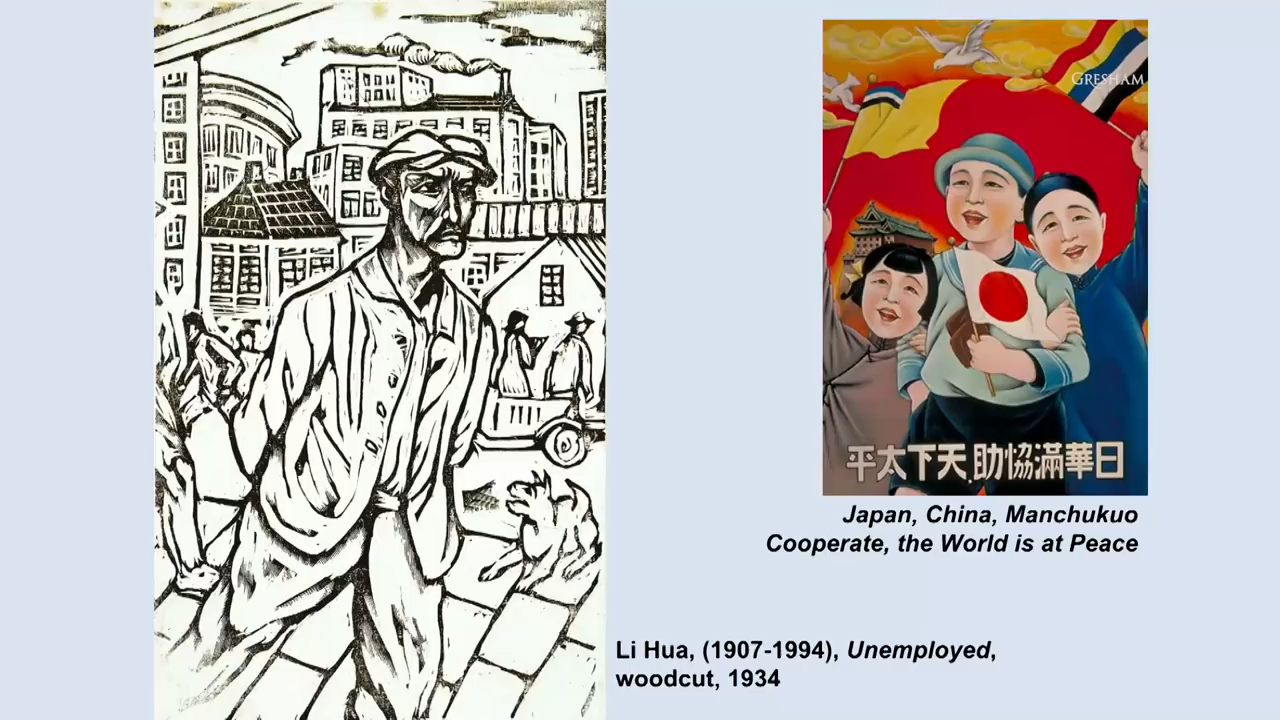 GRESHAM
日華滿協助.天下太平
Japan, China, Manchukuo
Cooperate, the World is at Peace
Li Hua, (1907-1994), Unemployed,
woodcut, 1934